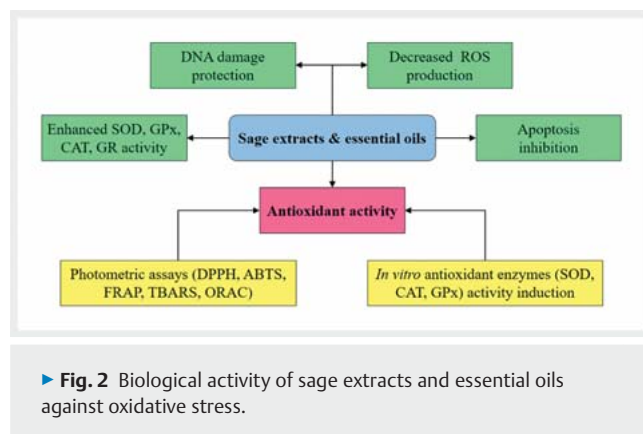 DNA damage
protection
Decreased ROS
production
Enhanced SOD, GPx,
CAT, GR activity
Sage extracts & essential oils
Apoptosis
inhibition
Antioxidant activity
Photometric assays (DPPH, ABTS,
FRAP, TBARS, ORAC)
In vitro antioxidant enzymes (SOD,
CAT, GPx) activity induction
► Fig. 2 Biological activity of sage extracts and essential oils
against oxidative stress.